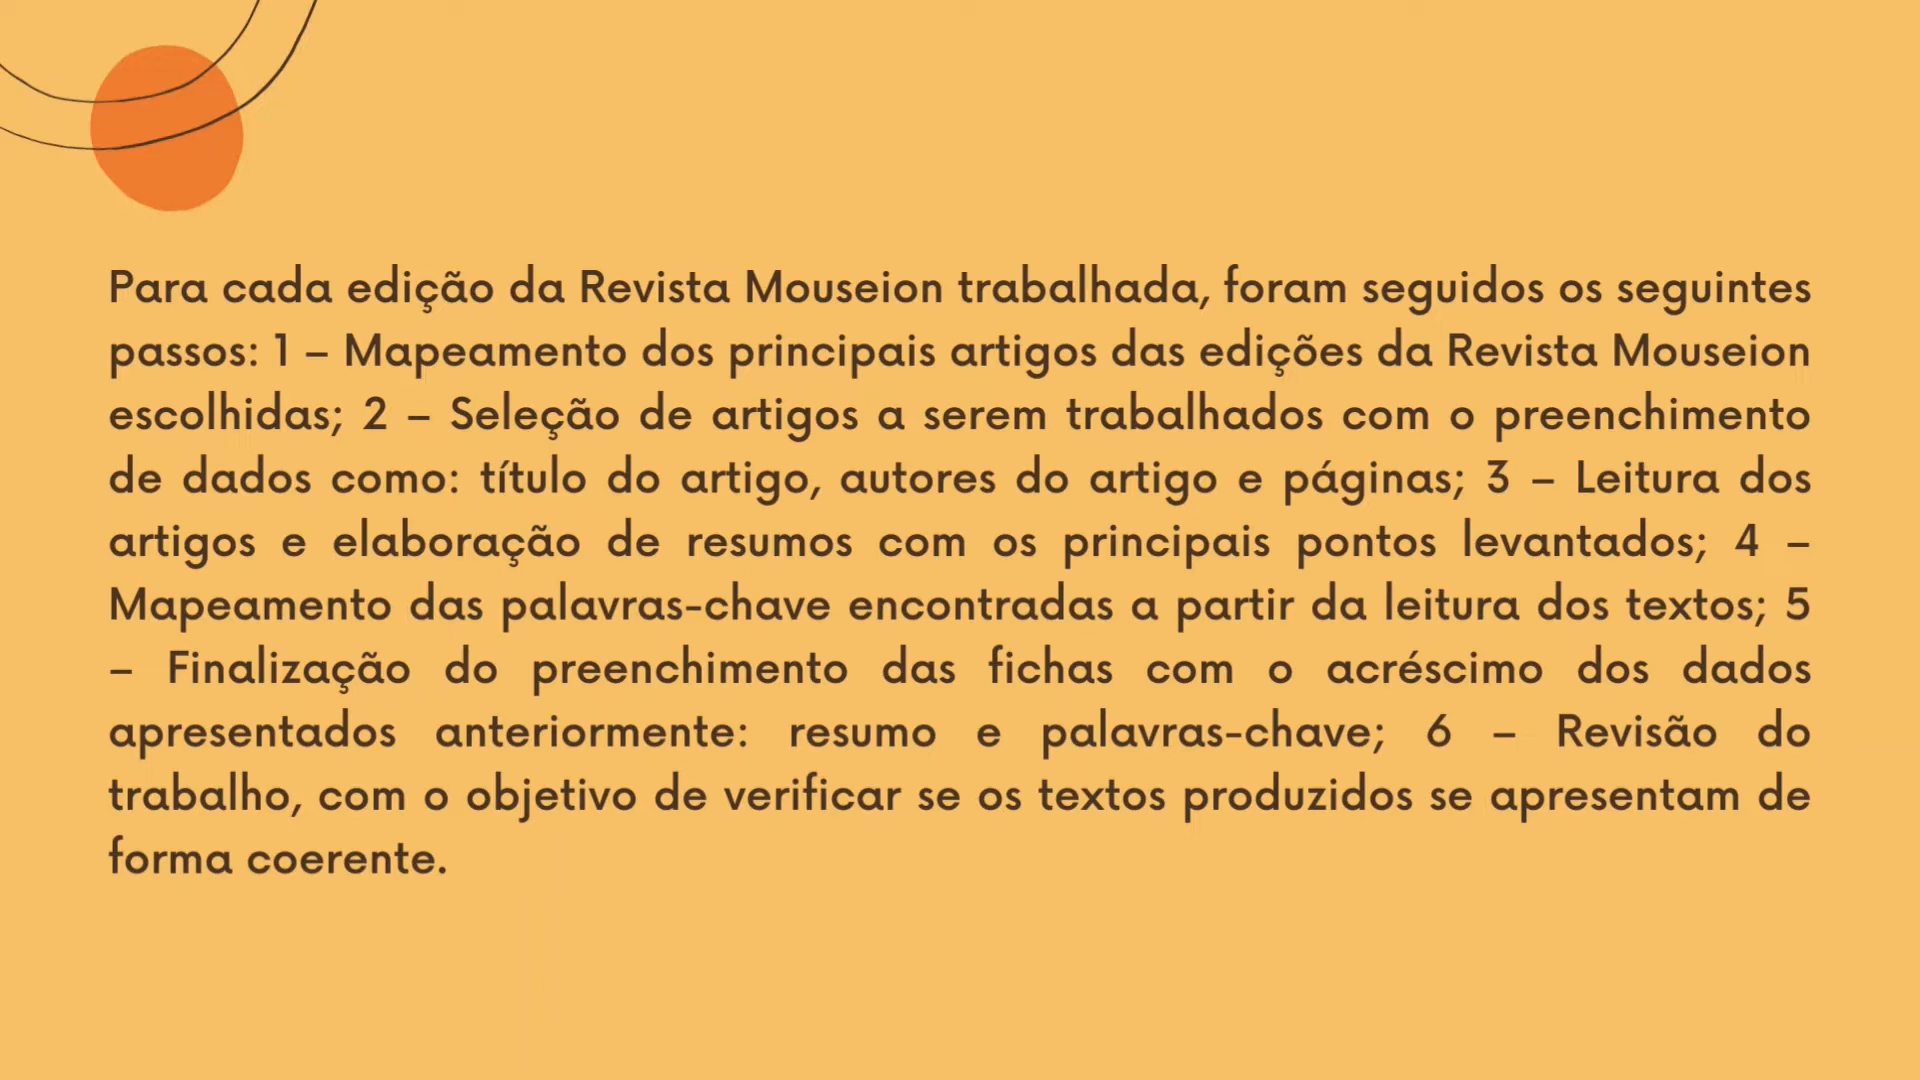 Para cada edição da Revista Mouseion trabalhada, foram seguidos os seguintes
passos: 1 – Mapeamento dos principais artigos das edições da Revista Mouseion
escolhidas; 2 – Seleção de artigos a serem trabalhados com o preenchimento
de dados como: título do artigo, autores do artigo e páginas; 3 – Leitura dos
artigos e elaboração de resumos com os principais pontos levantados; 4 –
Mapeamento das palavras-chave encontradas a partir da leitura dos textos; 5
– Finalização do preenchimento das fichas com o acréscimo dos dados
apresentados anteriormente: resumo e palavras-chave; 6 – Revisão do
trabalho, com o objetivo de verificar se os textos produzidos se apresentam de
forma coerente.